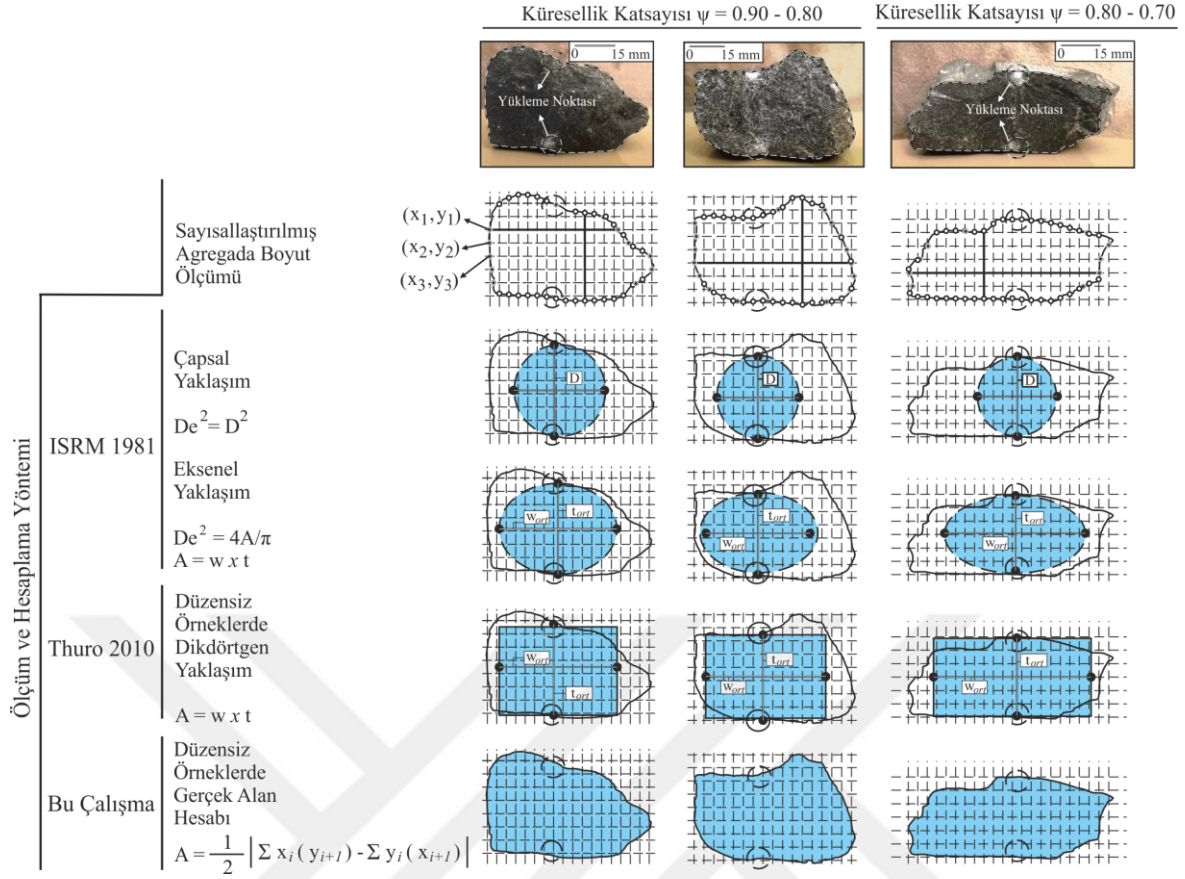 Küresellik Katsayısı ψ = 0.90 - 0.80
Küresellik Katsayısı ψ = 0.80 - 0.70
0 15 mm
0 15 mm
0 15 mm
Yükleme Noktası
Yükleme Noktası
Ölçüm ve Hesaplama Yöntemi
Sayısallaştırılmış
Agregada Boyut
Ölçümü
(x1,y1)
(x2,y2)
(x3,y3)
ISRM 1981
Çapsal
Yaklaşım
De² = D²
D
D
D
Eksenel
Yaklaşım
De² = 4A/π
A = w x t
wort
tort
wort
tort
wort
tort
Thuro 2010
Düzensiz
Örneklerde
Dikdörtgen
Yaklaşım
A = w x t
wort
tort
wort
tort
wort
tort
Bu Çalışma
Düzensiz
Örneklerde
Gerçek Alan
Hesabı
A = 1/2 | Σ xi ( yi+1) - Σ yi ( xi+1) |